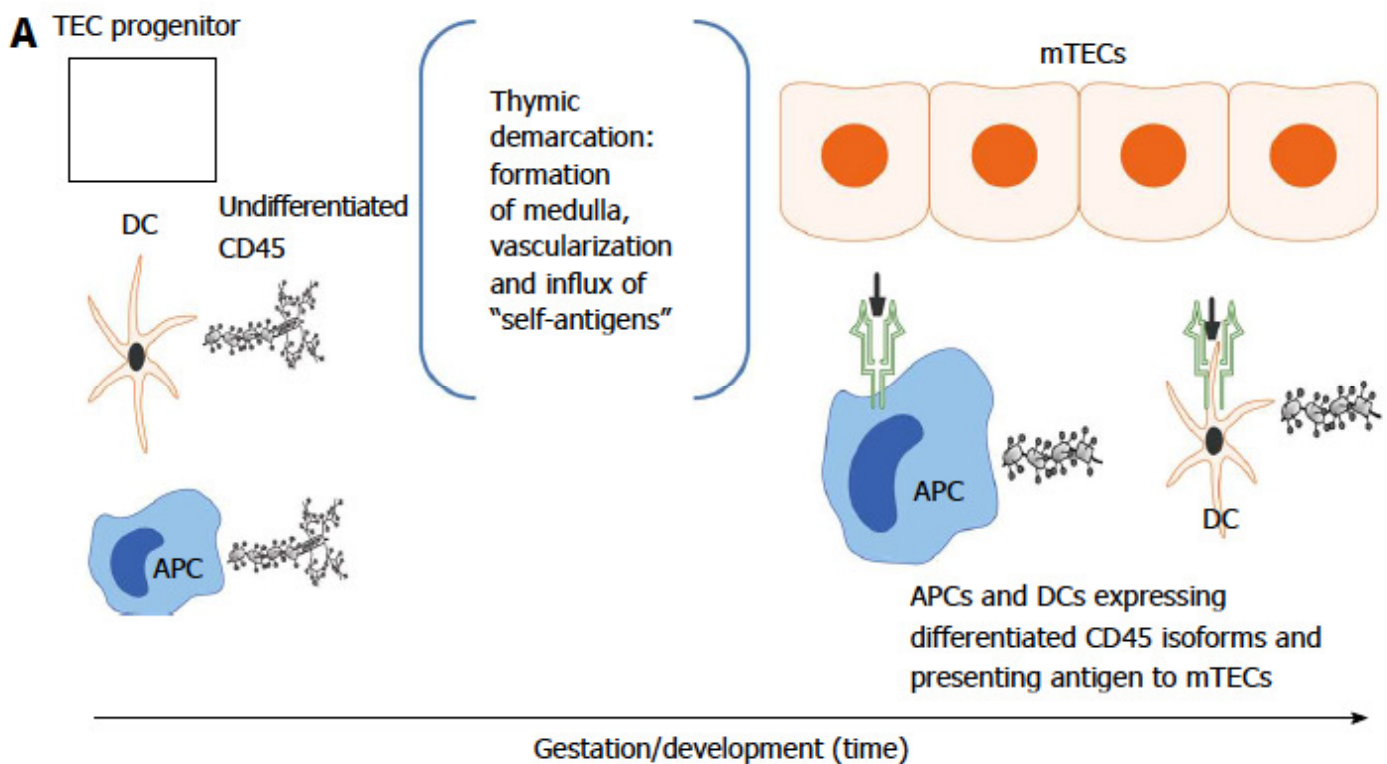 A
TEC progenitor
DC
Undifferentiated
CD45
APC
Thymic
demarcation:
formation
of medulla,
vascularization
and influx of
“self-antigens”
mTECs
APC
DC
APCs and DCs expressing
differentiated CD45 isoforms and
presenting antigen to mTECs
Gestation/development (time)